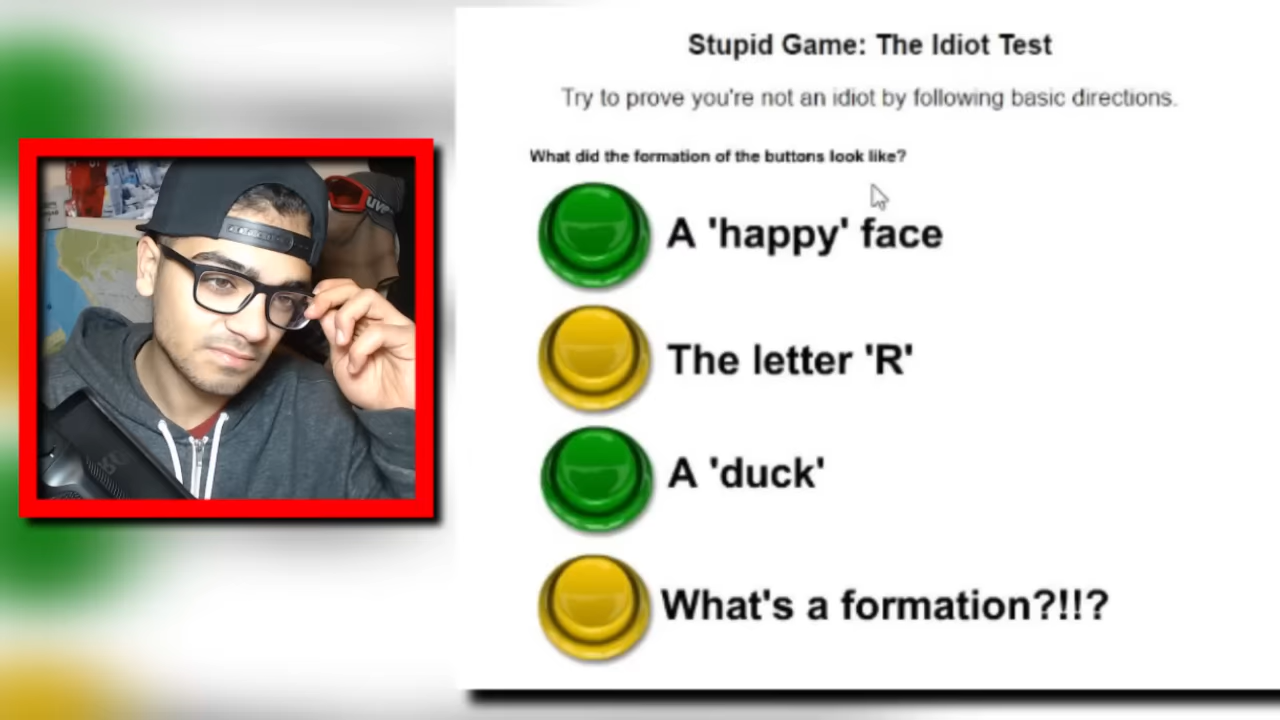 Stupid Game: The Idiot Test
Try to prove you're not an idiot by following basic directions.
What did the formation of the buttons look like?
A 'happy' face
The letter 'R'
A 'duck'
What's a formation?!!?